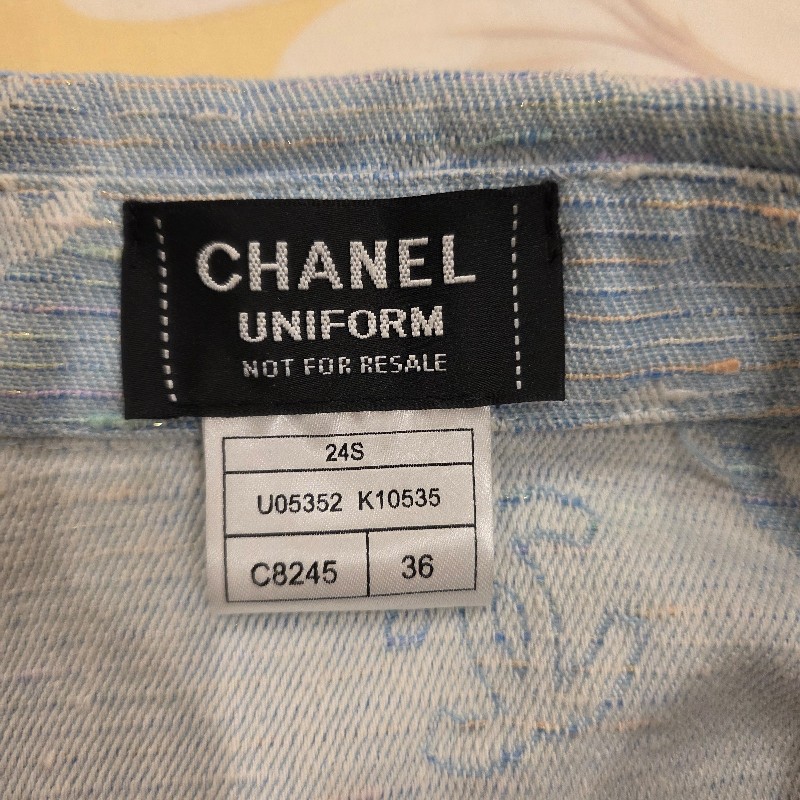 CHANEL
UNIFORM
NOT FOR RESALE
24S
U05352 K10535
C8245 36